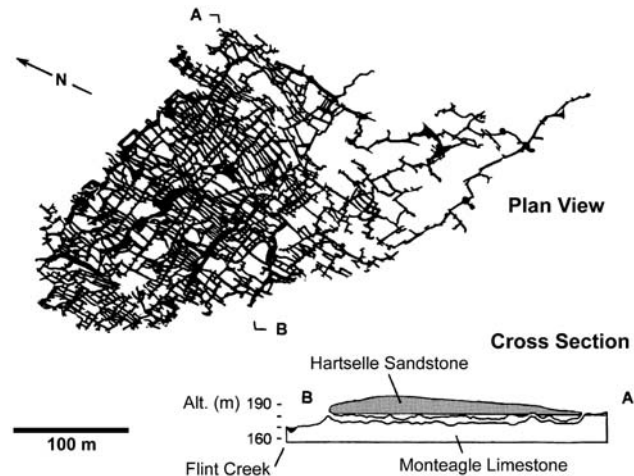 A
N
Plan View
B
Cross Section
Hartselle Sandstone
Alt. (m) 190
B
A
160
100 m
Flint Creek
Monteagle Limestone